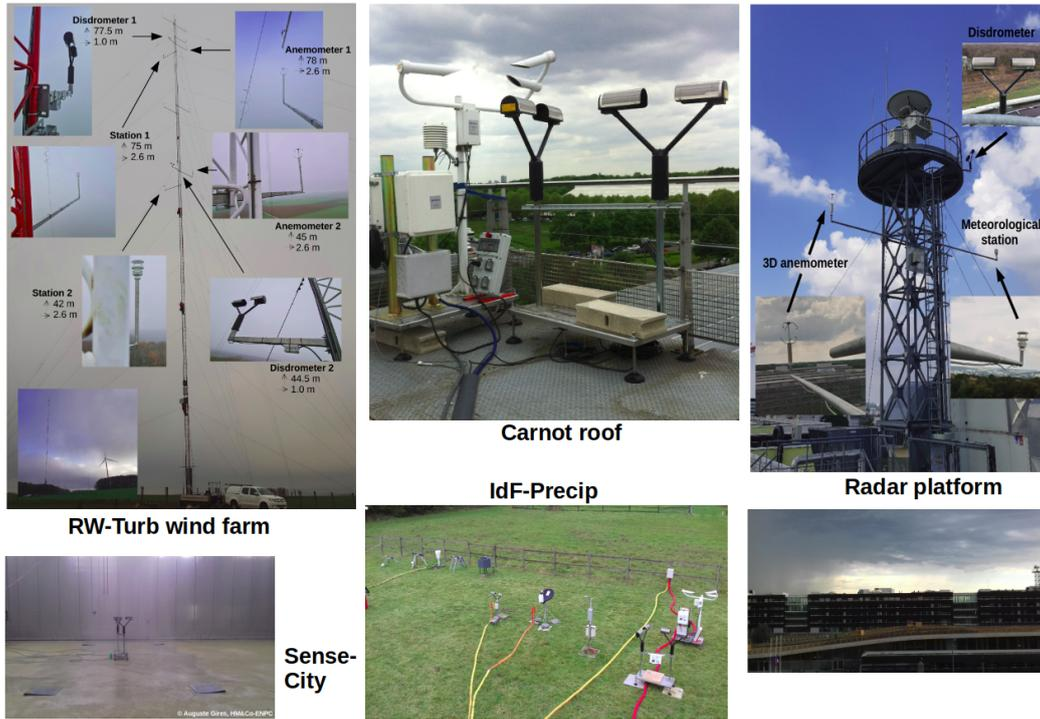 Disdrometer 1
77.5 m
1.0 m
Anemometer 1
78 m
2.6 m
Station 1
75 m
2.6 m
Anemometer 2
45 m
2.6 m
Station 2
42 m
2.6 m
Disdrometer 2
44.5 m
1.0 m
RW-Turb wind farm
Carnot roof
Disdrometer
Meteorological
station
3D anemometer
Radar platform
IdF-Precip
Sense-
City
© Auguste Gires, HM&Co-ENPC